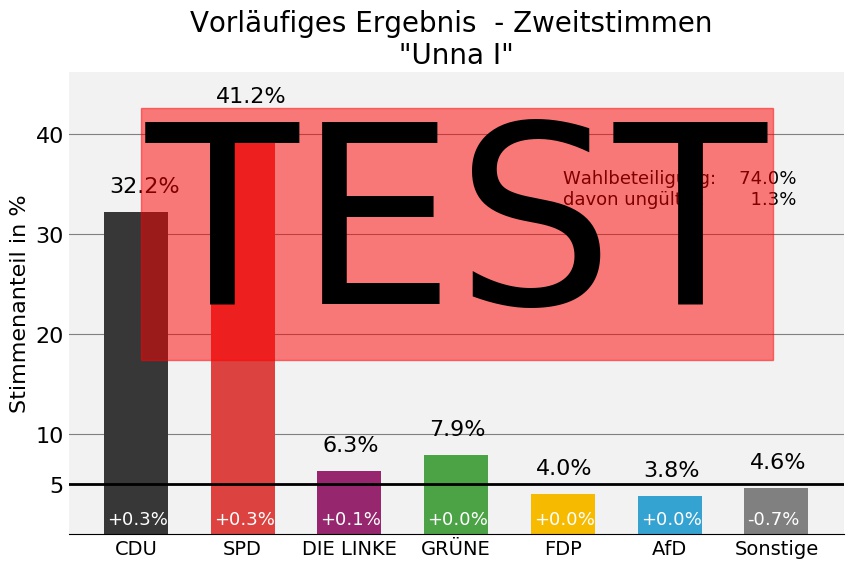 Vorläufiges Ergebnis - Zweitstimmen
"Unna I"
Stimmenanteil in %
40
30
20
10
5
41.2%
32.2%
TEST
Wahlbeteiligung: 74.0%
davon 1.3%
6.3%
7.9%
4.0%
3.8%
4.6%
+0.3%
+0.3%
+0.1%
+0.0%
+0.0%
+0.0%
-0.7%
CDU
SPD
DIE LINKE
GRÜNE
FDP
AfD
Sonstige